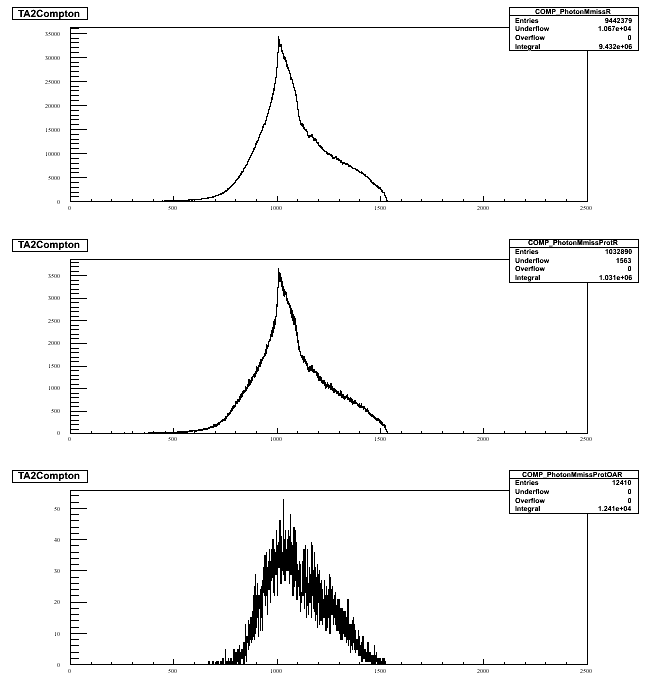 TA2Compton
COMP_PhotonMmissR
Entries 9442379
Underflow 1.067e+04
Overflow 0
Integral 9.432e+06
35000
30000
25000
20000
15000
10000
5000
0
0 500 1000 1500 2000 2500
TA2Compton
COMP_PhotonMmissProtR
Entries 1032890
Underflow 1563
Overflow 0
Integral 1.031e+06
3500
3000
2500
2000
1500
1000
500
0
0 500 1000 1500 2000 2500
TA2Compton
COMP_PhotonMmissProtOAR
Entries 12410
Underflow 0
Overflow 0
Integral 1.241e+04
50
40
30
20
10
0
0 500 1000 1500 2000 2500